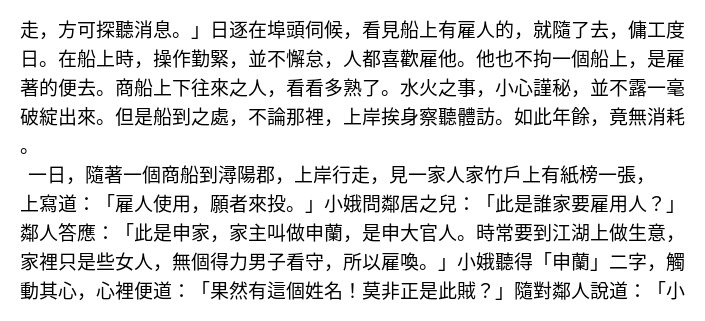 走，方可探聽消息。」日逐在埠頭伺候，看見船上有雇人的，就隨了去，傭工度
日。在船上時，操作勤緊，並不懈怠，人都喜歡雇他。他也不拘一個船上，是雇
著的便去。商船上下往來之人，看看多熟了。水火之事，小心謹秘，並不露一毫
破綻出來。但是船到之處，不論那裡，上岸挨身察聽體訪。如此年餘，竟無消耗
。
一日，隨著一個商船到潯陽郡，上岸行走，見一家人家竹戶上有紙榜一張，
上寫道：「雇人使用，願者來投。」小娥問鄰居之兒：「此是誰家要雇用人？」
鄰人答應：「此是申家，家主叫做申蘭，是申大官人。時常要到江湖上做生意，
家裡只是些女人，無個得力男子看守，所以雇喚。」小娥聽得「申蘭」二字，觸
動其心，心裡便道：「果然有這個姓名！莫非正是此賊？」隨對鄰人說道：「小